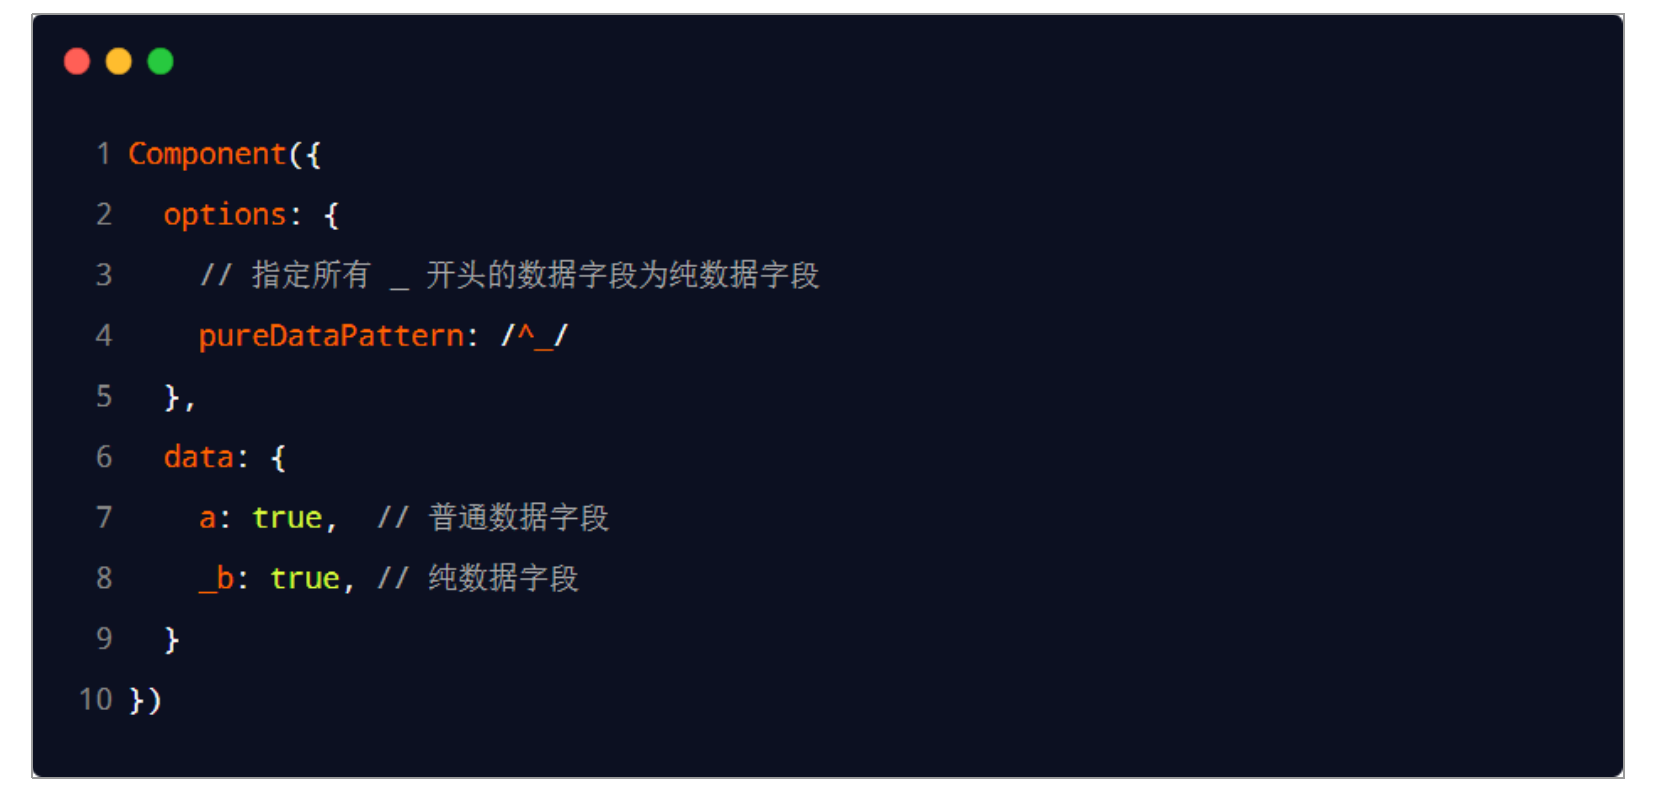 1 Component({
2 options: {
3 // 指定所有 _ 开头的数据字段为纯数据字段
4 pureDataPattern: /^_/
5 },
6 data: {
7 a: true, // 普通数据字段
8 _b: true, // 纯数据字段
9 }
10 })